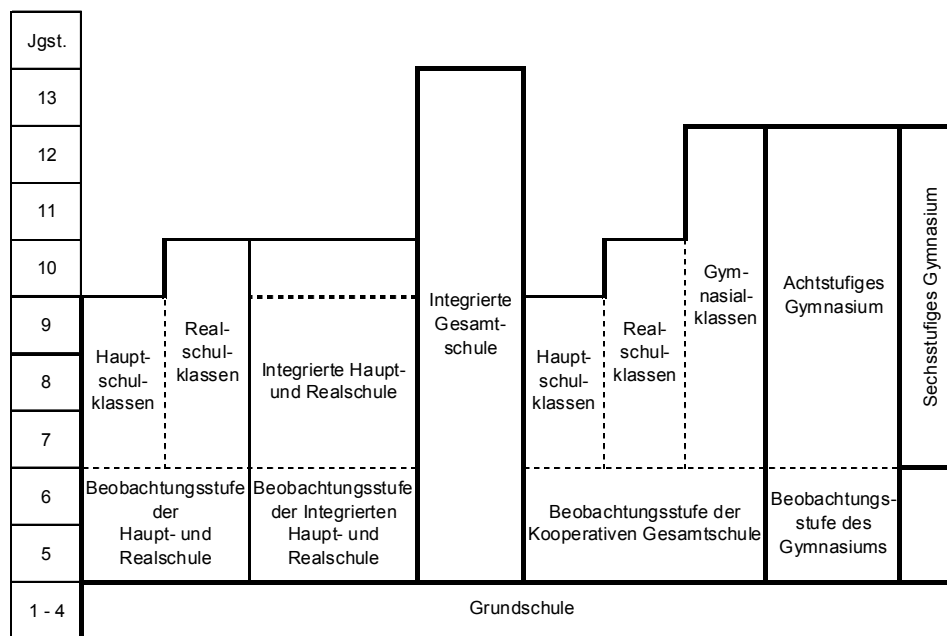 Jgst.
13
12
11
10
9
8
7
6
5
1 - 4
Haupt-
schul-
klassen
Real-
schul-
klassen
Integrierte Haupt-
und Realschule
Integrierte
Gesamt-
schule
Haupt-
schul-
klassen
Real-
schul-
klassen
Gym-
nasial-
klassen
Achtstufiges
Gymnasium
Sechsstufiges Gymnasium
Beobachtungsstufe
der
Haupt- und
Realschule
Beobachtungsstufe
der Integrierten
Haupt- und
Realschule
Beobachtungsstufe der
Kooperativen Gesamtschule
Beobachtungs-
stufe des
Gymnasiums
Grundschule